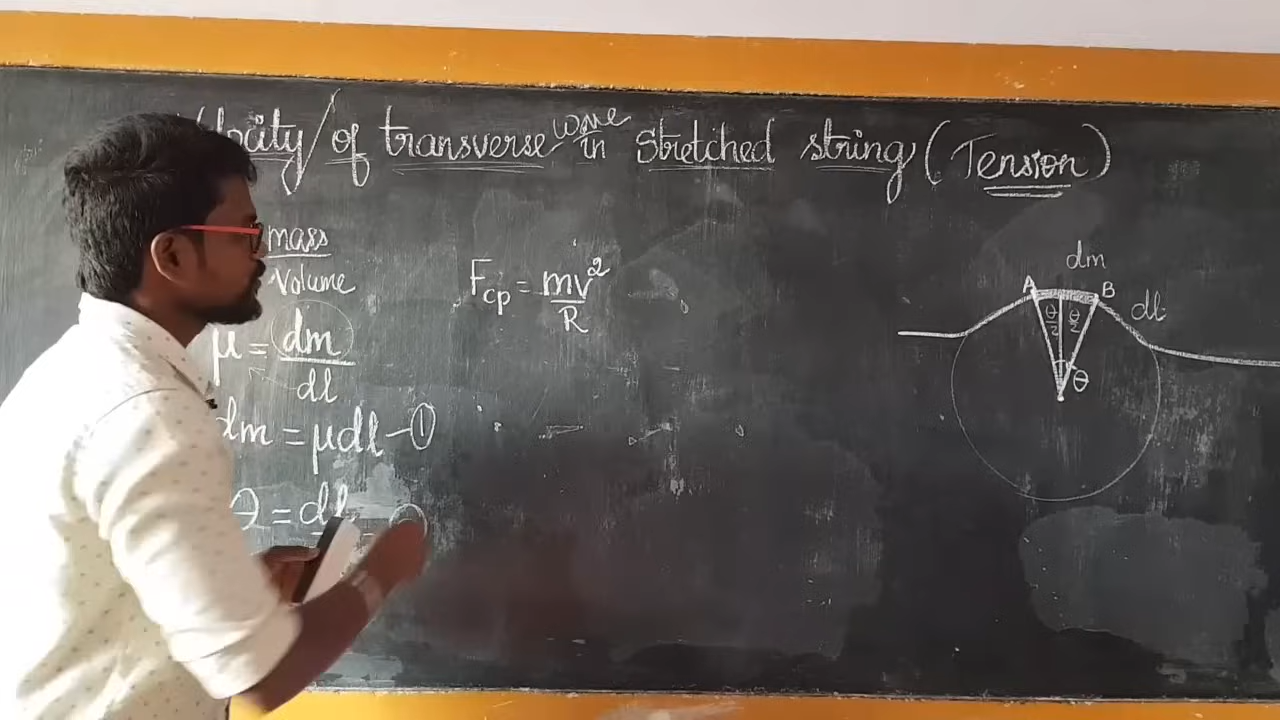 of transverse wave in Stretched string (Tension)
mass
Volume
μ = dm
dl
dm = μdl - ①
θ = dl
F_cp = mv²
R
dm
A B
dl
θ/2 θ/2
θ